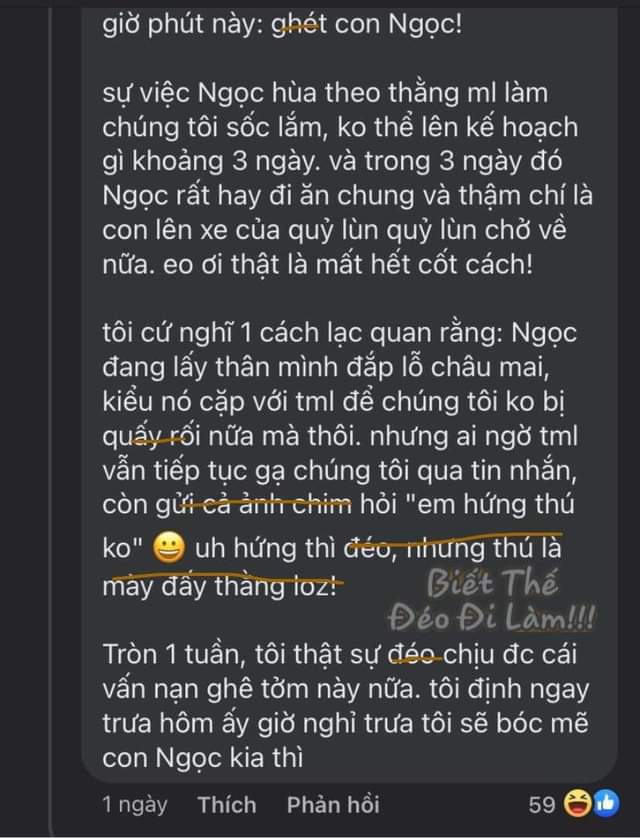 giờ phút này: ghét con Ngọc!
sự việc Ngọc hùa theo thằng ml làm
chúng tôi sốc lắm, ko thể lên kế hoạch
gì khoảng 3 ngày. và trong 3 ngày đó
Ngọc rất hay đi ăn chung và thậm chí là
con lên xe của quỷ lùn quỷ lùn chở về
nữa. eo ơi thật là mất hết cốt cách!
tôi cứ nghĩ 1 cách lạc quan rằng: Ngọc
đang lấy thân mình đắp lỗ châu mai,
kiểu nó cặp với tml để chúng tôi ko bị
quấy rối nữa mà thôi. nhưng ai ngờ tml
vẫn tiếp tục gạ chúng tôi qua tin nhắn,
còn gửi cả ảnh chim hỏi "em hứng thú
ko" 😀 uh hứng thì đéo, nhưng thú là
mày đấy thằng loz!
Biết Thế
Đéo Đi Làm!!!
Tròn 1 tuần, tôi thật sự đéo chịu đc cái
vấn nạn ghê tởm này nữa. tôi định ngay
trưa hôm ấy giờ nghỉ trưa tôi sẽ bóc mẽ
con Ngọc kia thì
1 ngày Thích Phản hồi 59 😆👍